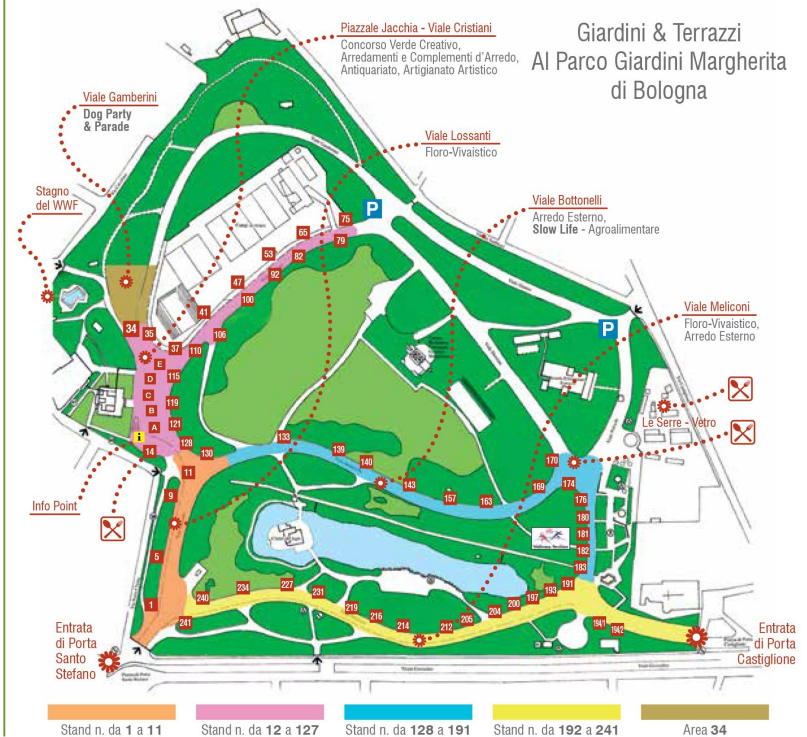 Giardini & Terrazzi
Al Parco Giardini Margherita
di Bologna
Piazzale Jacchia - Viale Cristiani
Concorso Verde Creativo,
Arredamenti e Complementi d'Arredo,
Antiquariato, Artigianato Artistico
Viale Gamberini
Dog Party
& Parade
Viale Lossanti
Floro-Vivaistico
Stagno
del WWF
Viale Bottonelli
Arredo Esterno,
Slow Life - Agroalimentare
Viale Meliconi
Floro-Vivaistico,
Arredo Esterno
P
P
75
65
79
53
82
92
47
100
41
106
34
35
37
110
E
D
115
C
119
B
A
121
i
128
14
130
133
139
140
143
157
163
169
170
174
176
180
181
182
183
11
9
5
1
Le Serre - Vetro
Info Point
240
234
227
231
219
216
214
212
205
204
200
197
193
191
241
1941
1942
Entrata
di Porta
Santo
Stefano
Entrata
di Porta
Castiglione
Stand n. da 1 a 11
Stand n. da 12 a 127
Stand n. da 128 a 191
Stand n. da 192 a 241
Area 34